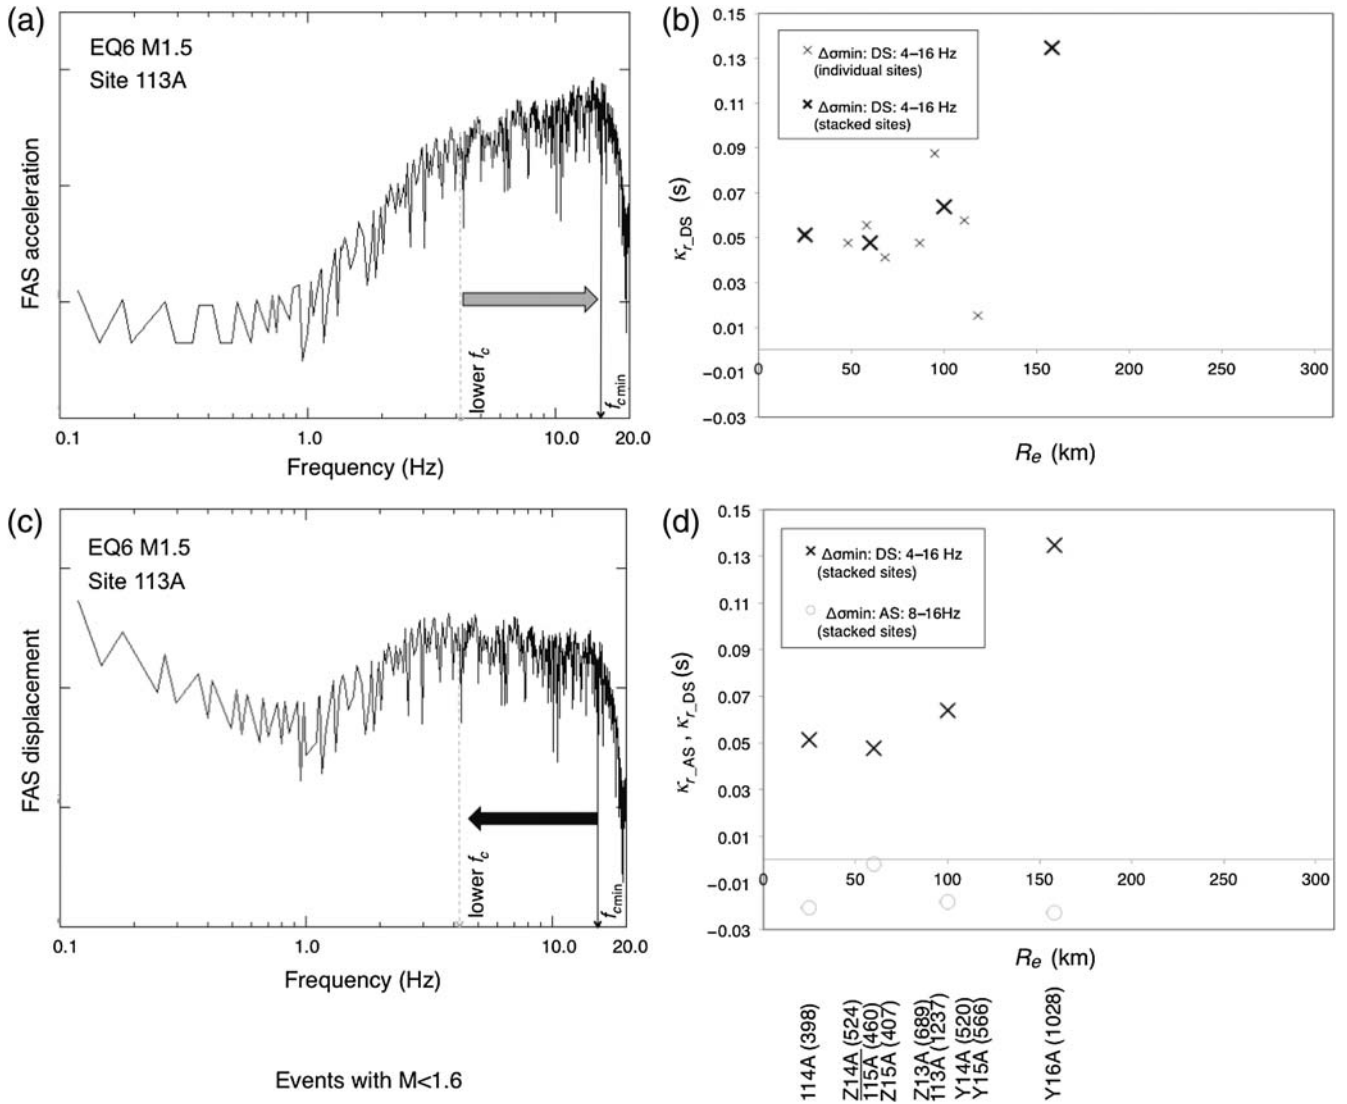 (a)
EQ6 M1.5
Site 113A
FAS acceleration
lower fc
fcmin
0.1
1.0
10.0
20.0
Frequency (Hz)
(b)
Δσmin: DS: 4–16 Hz
(individual sites)
Δσmin: DS: 4–16 Hz
(stacked sites)
κr_DS (s)
0.15
0.13
0.11
0.09
0.07
0.05
0.03
0.01
−0.01
−0.03
0
50
100
150
200
250
300
Re (km)
(c)
EQ6 M1.5
Site 113A
FAS displacement
lower fc
fcmin
0.1
1.0
10.0
20.0
Frequency (Hz)
Events with M<1.6
(d)
Δσmin: DS: 4–16 Hz
(stacked sites)
Δσmin: AS: 8–16Hz
(stacked sites)
κr_AS , κr_DS (s)
0.15
0.13
0.11
0.09
0.07
0.05
0.03
0.01
−0.01
−0.03
0
50
100
150
200
250
300
Re (km)
114A (398)
Z14A (524)
115A (460)
Z15A (407)
Z13A (689)
113A (1237)
Y14A (520)
Y15A (566)
Y16A (1028)